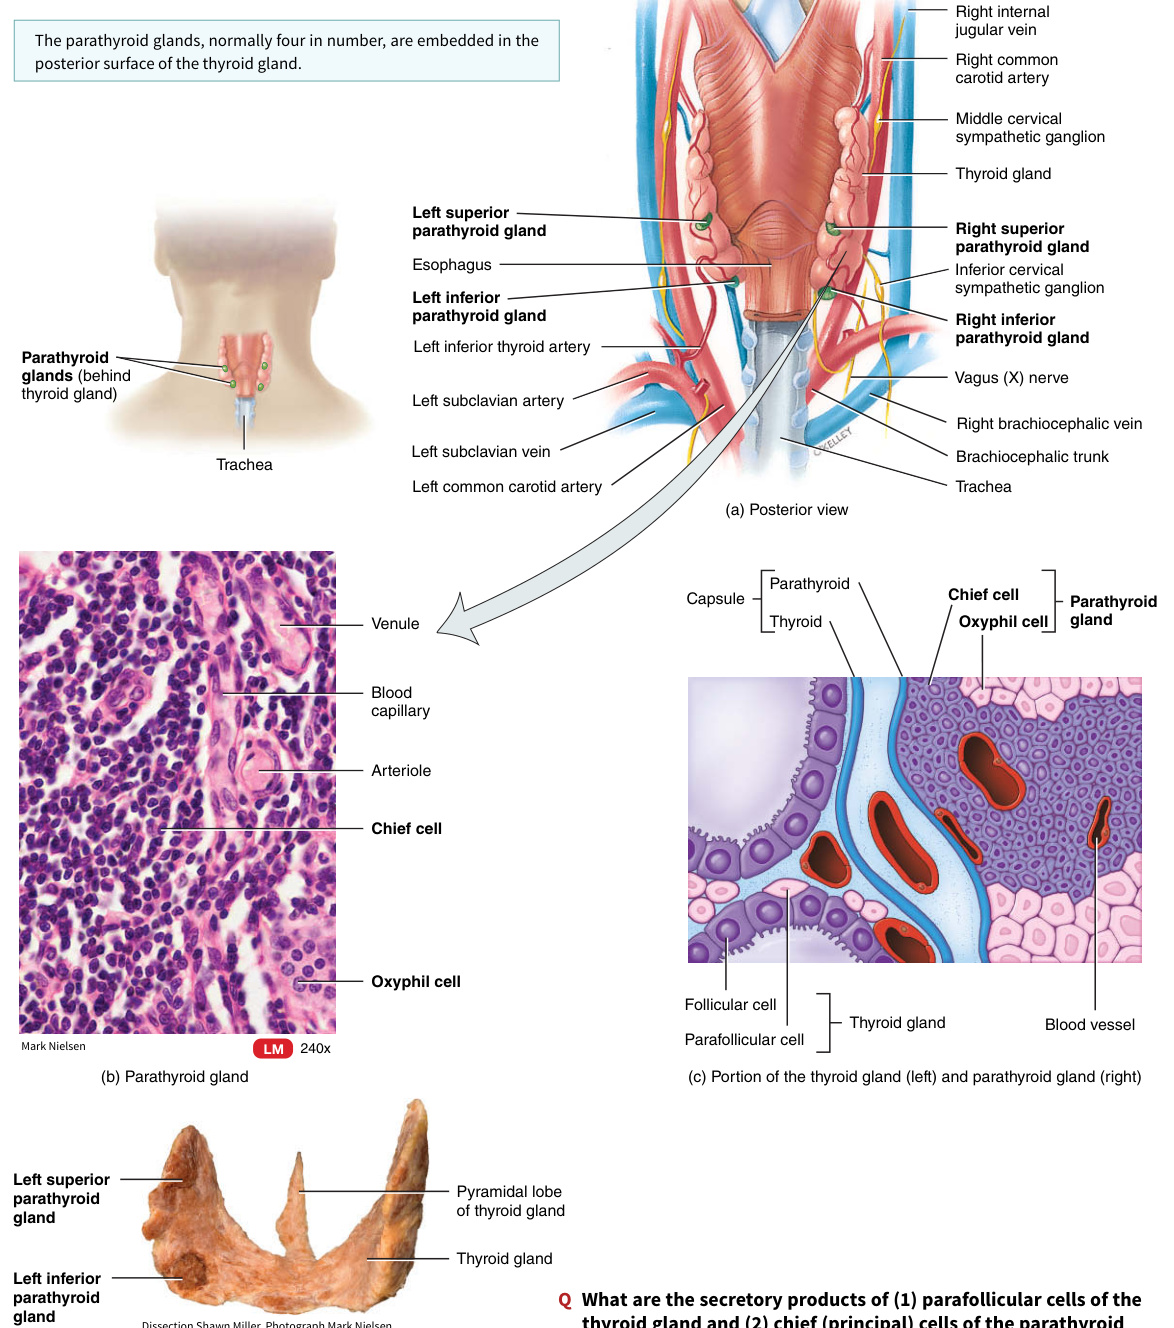 The parathyroid glands, normally four in number, are embedded in the
posterior surface of the thyroid gland.
Parathyroid
glands (behind
thyroid gland)
Trachea
Left superior
parathyroid gland
Esophagus
Left inferior
parathyroid gland
Left inferior thyroid artery
Left subclavian artery
Left subclavian vein
Left common carotid artery
Right internal
jugular vein
Right common
carotid artery
Middle cervical
sympathetic ganglion
Thyroid gland
Right superior
parathyroid gland
Inferior cervical
sympathetic ganglion
Right inferior
parathyroid gland
Vagus (X) nerve
Right brachiocephalic vein
Brachiocephalic trunk
Trachea
O'KELLEY
(a) Posterior view
Venule
Blood
capillary
Arteriole
Chief cell
Oxyphil cell
Mark Nielsen
LM 240x
(b) Parathyroid gland
Capsule
Parathyroid
Thyroid
Chief cell
Oxyphil cell
Parathyroid
gland
Follicular cell
Parafollicular cell
Thyroid gland
Blood vessel
(c) Portion of the thyroid gland (left) and parathyroid gland (right)
Left superior
parathyroid
gland
Left inferior
parathyroid
gland
Pyramidal lobe
of thyroid gland
Thyroid gland
Dissection Shawn Miller, Photograph Mark Nielsen
Q What are the secretory products of (1) parafollicular cells of the
thyroid gland and (2) chief (principal) cells of the parathyroid